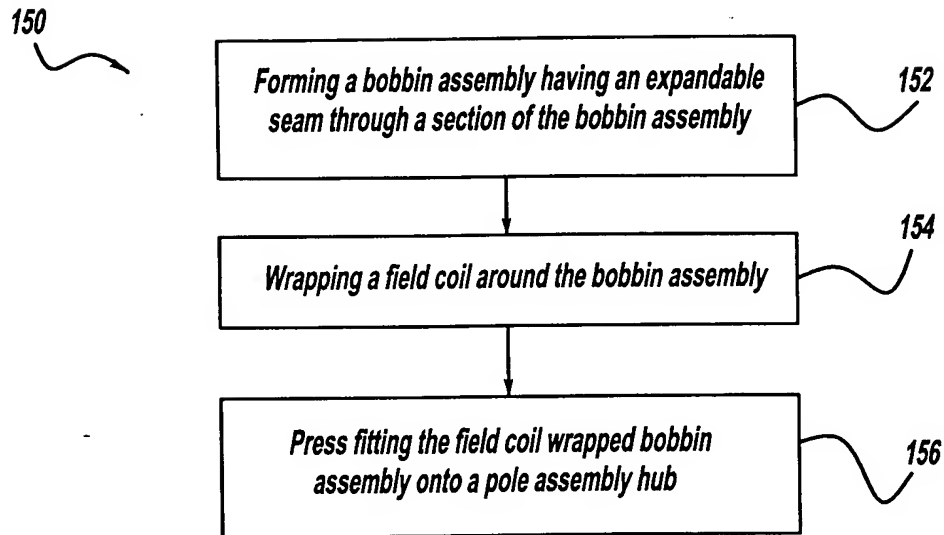 150
Forming a bobbin assembly having an expandable
seam through a section of the bobbin assembly
152
Wrapping a field coil around the bobbin assembly
154
Press fitting the field coil wrapped bobbin
assembly onto a pole assembly hub
156